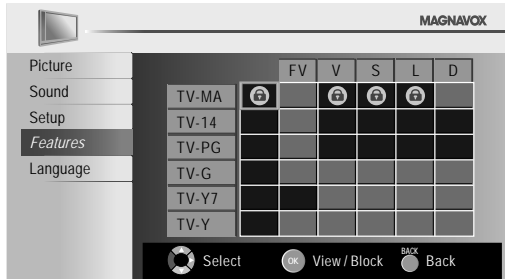 MAGNAVOX
Picture
Sound
Setup
Features
Language
FV V S L D
TV-MA
TV-14
TV-PG
TV-G
TV-Y7
TV-Y
Select OK View / Block BACK Back